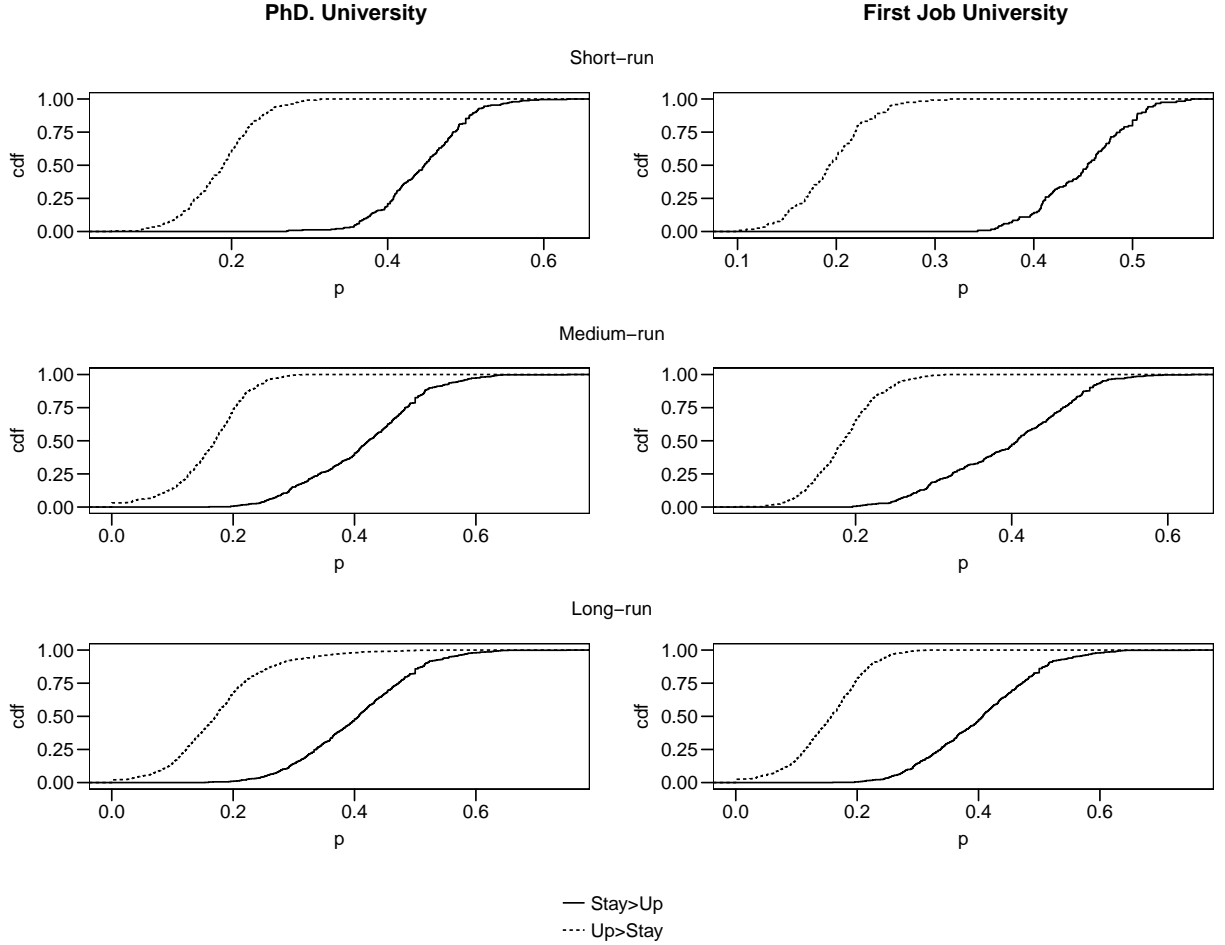 PhD. University First Job University
Short−run
1.00 1.00
0.75 0.75
cdf 0.50 cdf 0.50
0.25 0.25
0.00 0.00
0.2 0.4 0.6 0.1 0.2 0.3 0.4 0.5
p p
Medium−run
1.00 1.00
0.75 0.75
cdf 0.50 cdf 0.50
0.25 0.25
0.00 0.00
0.0 0.2 0.4 0.6 0.2 0.4 0.6
p p
Long−run
1.00 1.00
0.75 0.75
cdf 0.50 cdf 0.50
0.25 0.25
0.00 0.00
0.0 0.2 0.4 0.6 0.0 0.2 0.4 0.6
p p
Stay>Up
Up>Stay